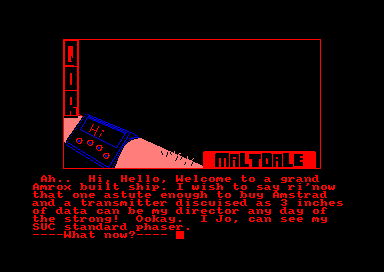 Hi
MALTDALE
Ah.. Hi, Hello, Welcome to a grand
Amrox built ship. I wish to say ri'now
that one astute enough to buy Amstrad
and a transmitter discuised as 3 inches
of data can be my director any day of
the strong! Ookay. I Jo, can see my
SUC standard phaser.
----What now?----